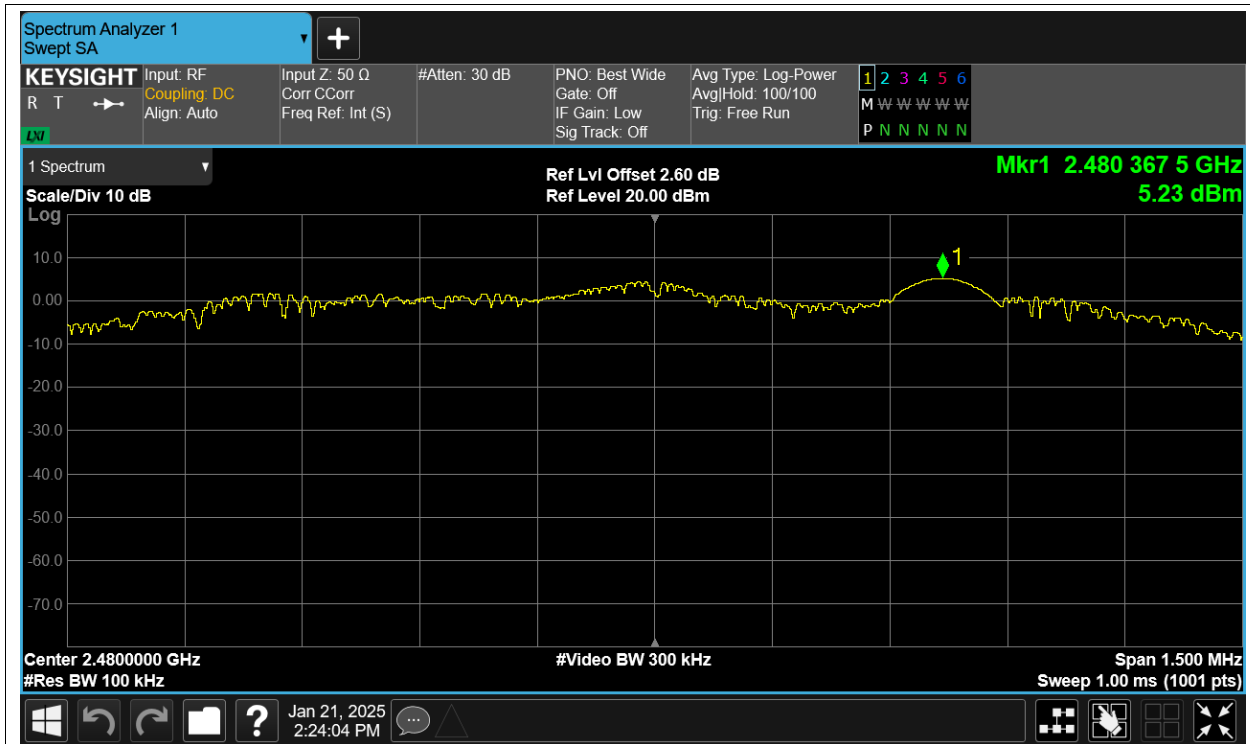 Spectrum Analyzer 1
Swept SA
KEYSIGHT
R T
LXI
Input: RF
Coupling: DC
Align: Auto
Input Z: 50 Ω
Corr CCorr
Freq Ref: Int (S)
#Atten: 30 dB
PNO: Best Wide
Gate: Off
IF Gain: Low
Sig Track: Off
Avg Type: Log-Power
Avg|Hold: 100/100
Trig: Free Run
1 2 3 4 5 6
M W W W W W
P N N N N N
1 Spectrum
Scale/Div 10 dB
Log
Ref Lvl Offset 2.60 dB
Ref Level 20.00 dBm
Mkr1 2.480 367 5 GHz
5.23 dBm
1
10.0
0.00
-10.0
-20.0
-30.0
-40.0
-50.0
-60.0
-70.0
Center 2.4800000 GHz
#Video BW 300 kHz
Span 1.500 MHz
#Res BW 100 kHz
Sweep 1.00 ms (1001 pts)
?
Jan 21, 2025
2:24:04 PM